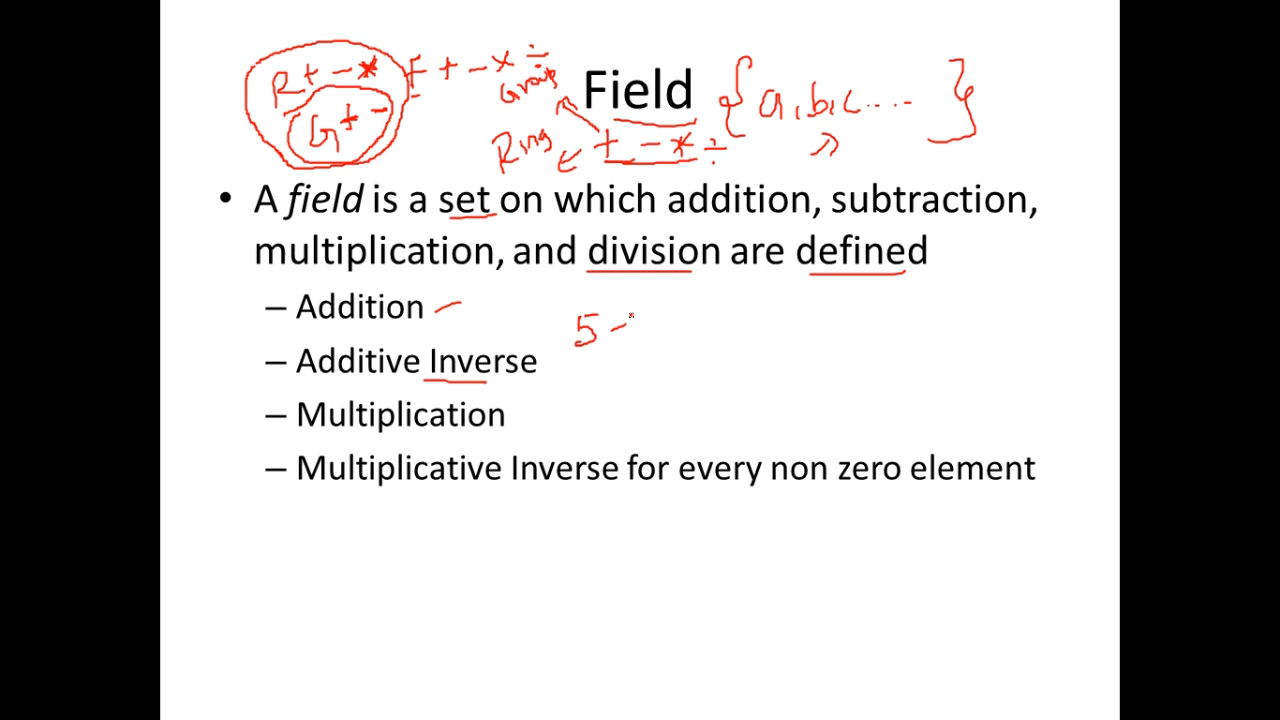 R + - * F + - × ÷
G + -
Group
Field { a, b, c .... }
Ring ← + - * ÷
• A field is a set on which addition, subtraction,
multiplication, and division are defined
– Addition
5 -
– Additive Inverse
– Multiplication
– Multiplicative Inverse for every non zero element